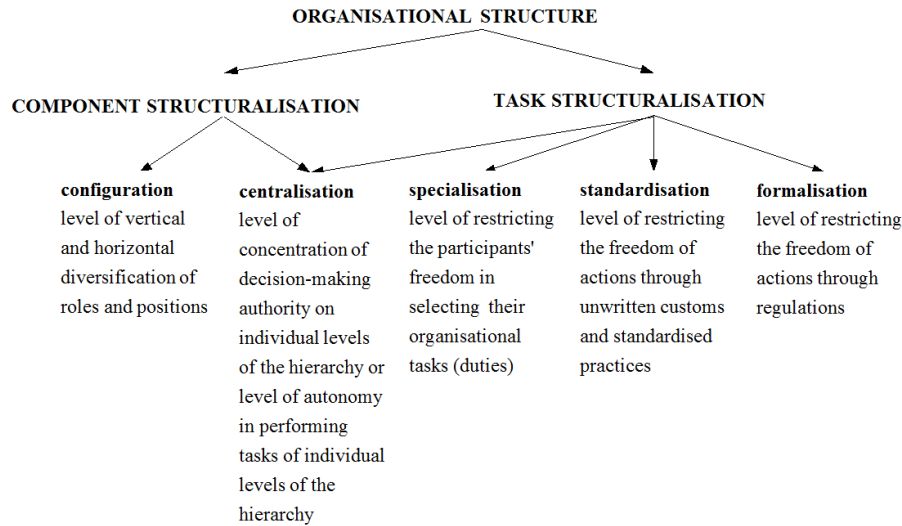 ORGANISATIONAL STRUCTURE
COMPONENT STRUCTURALISATION
TASK STRUCTURALISATION
configuration
level of vertical
and horizontal
diversification of
roles and positions
centralisation
level of
concentration of
decision-making
authority on
individual levels
of the hierarchy or
level of autonomy
in performing
tasks of individual
levels of the
hierarchy
specialisation
level of restricting
the participants'
freedom in
selecting their
organisational
tasks (duties)
standardisation
level of restricting
the freedom of
actions through
unwritten customs
and standardised
practices
formalisation
level of restricting
the freedom of
actions through
regulations